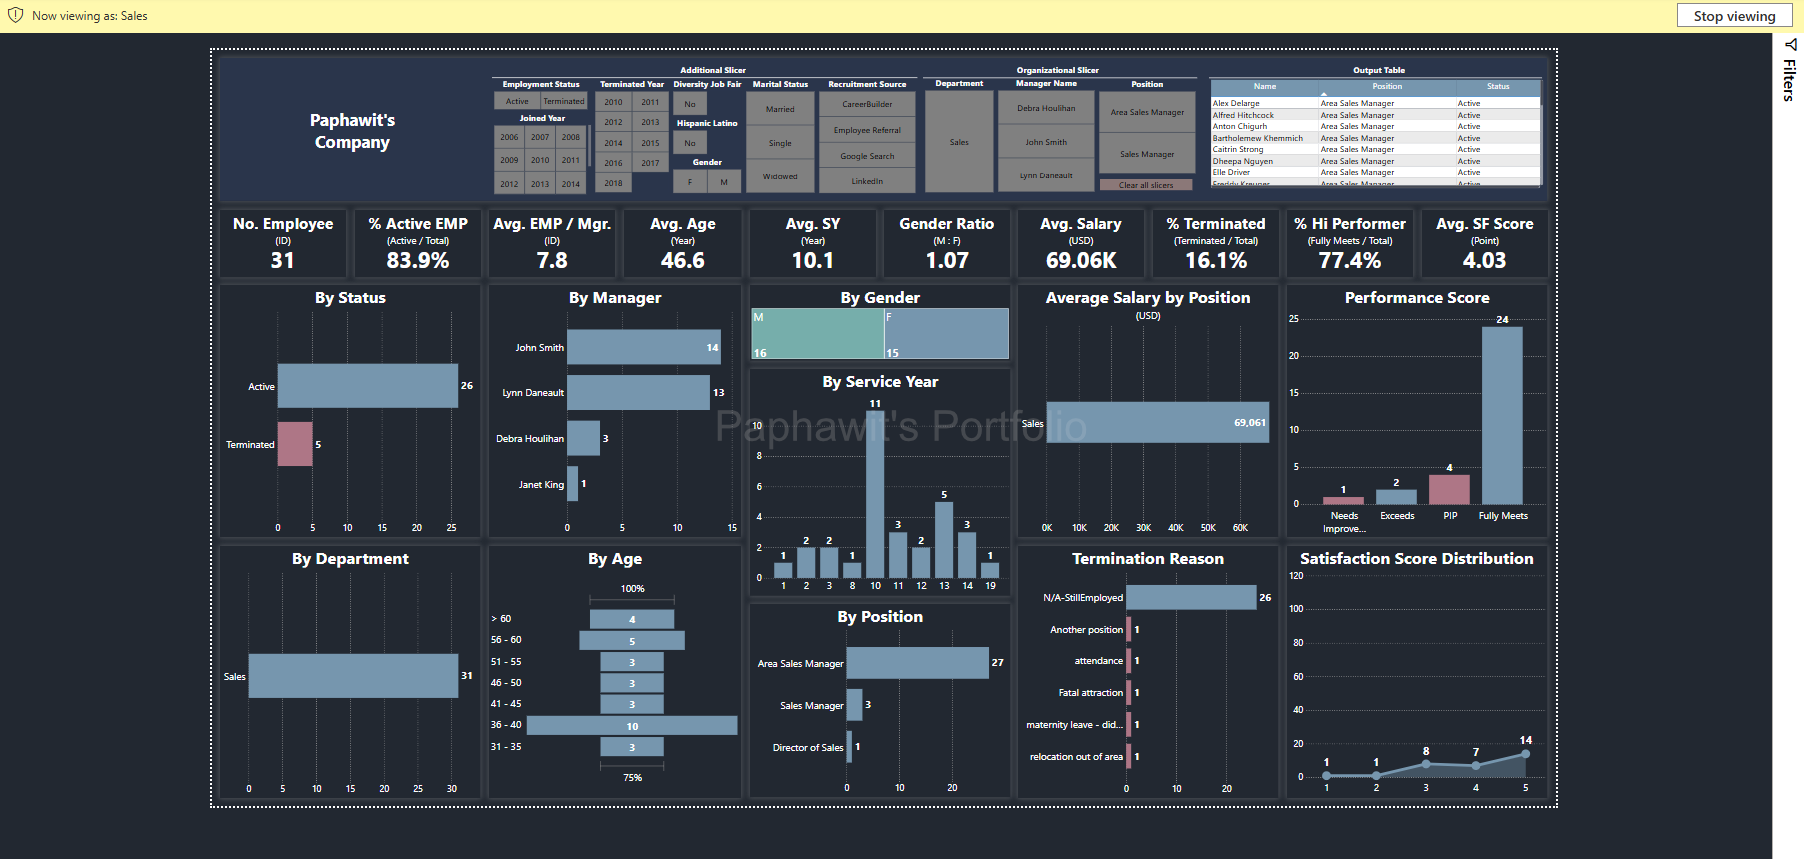 Now viewing as: Sales
Stop viewing
Filters
Paphawit's
Company
Additional Slicer
Employment Status
Active
Terminated
Joined Year
2006
2007
2008
2009
2010
2011
2012
2013
2014
Terminated Year
2010
2011
2012
2013
2014
2015
2016
2017
2018
Diversity Job Fair
No
Hispanic Latino
No
Gender
F
M
Marital Status
Married
Single
Widowed
Recruitment Source
CareerBuilder
Employee Referral
Google Search
LinkedIn
Organizational Slicer
Department
Sales
Manager Name
Debra Houlihan
John Smith
Lynn Daneault
Position
Area Sales Manager
Sales Manager
Clear all slicers
Output Table
Name Position Status
Alex Delarge Area Sales Manager Active
Alfred Hitchcock Area Sales Manager Active
Anton Chigurh Area Sales Manager Active
Bartholemew Khemmich Area Sales Manager Active
Caitrin Strong Area Sales Manager Active
Dheepa Nguyen Area Sales Manager Active
Elle Driver Area Sales Manager Active
Freddy Kreuger Area Sales Manager Active
No. Employee
(ID)
31
% Active EMP
(Active / Total)
83.9%
Avg. EMP / Mgr.
(ID)
7.8
Avg. Age
(Year)
46.6
Avg. SY
(Year)
10.1
Gender Ratio
(M : F)
1.07
Avg. Salary
(USD)
69.06K
% Terminated
(Terminated / Total)
16.1%
% Hi Performer
(Fully Meets / Total)
77.4%
Avg. SF Score
(Point)
4.03
By Status
Active 26
Terminated 5
0 5 10 15 20 25
By Manager
John Smith 14
Lynn Daneault 13
Debra Houlihan 3
Janet King 1
0 5 10 15
By Gender
M
16
F
15
By Service Year
10
8
6
4
2
0
1 2 2 1 11 3 2 5 3 1
1 2 3 8 10 11 12 13 14 19
Average Salary by Position
(USD)
Sales 69,061
0K 10K 20K 30K 40K 50K 60K
Performance Score
25
20
15
10
5
0
1 2 4 24
Needs
Improve...
Exceeds
PIP
Fully Meets
Paphawit's Portfolio
By Department
Sales 31
0 5 10 15 20 25 30
By Age
100%
> 60 4
56 - 60 5
51 - 55 3
46 - 50 3
41 - 45 3
36 - 40 10
31 - 35 3
75%
By Position
Area Sales Manager 27
Sales Manager 3
Director of Sales 1
0 10 20
Termination Reason
N/A-StillEmployed 26
Another position 1
attendance 1
Fatal attraction 1
maternity leave - did... 1
relocation out of area 1
0 10 20
Satisfaction Score Distribution
120
100
80
60
40
20
0
1 1 8 7 14
1 2 3 4 5